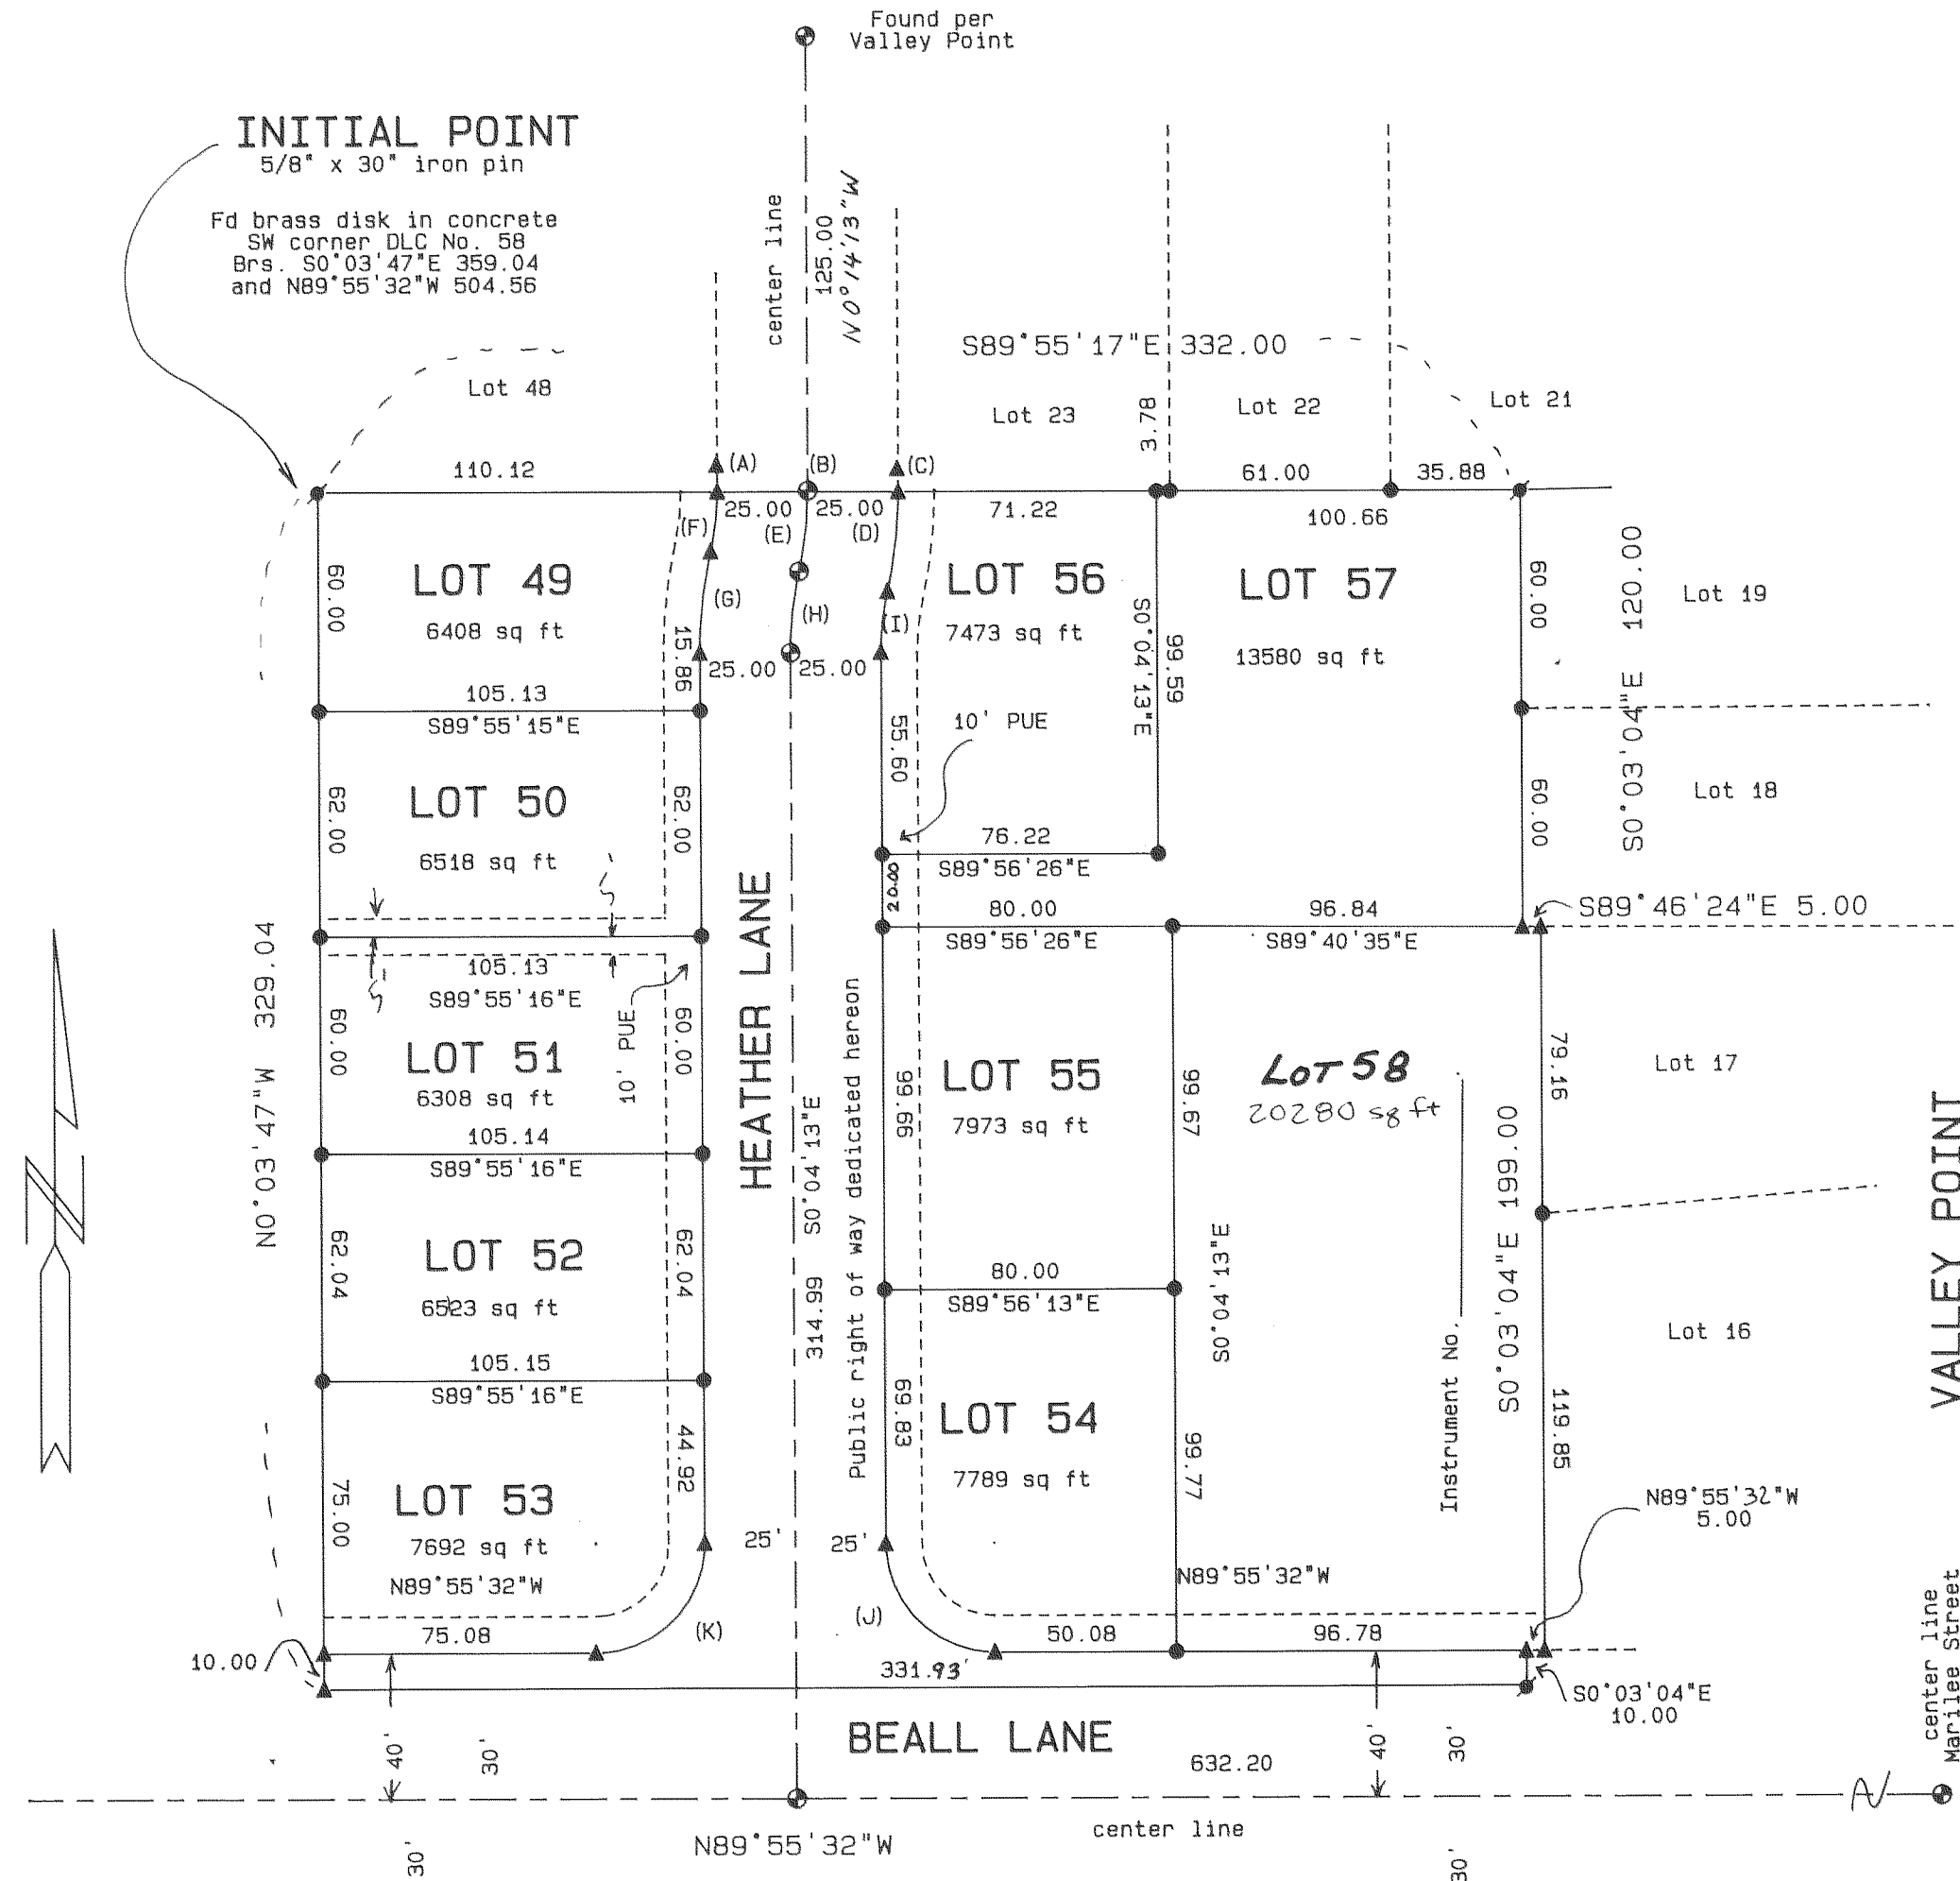 Found per
Valley Point
INITIAL POINT
5/8" x 30" iron pin
Fd brass disk in concrete
SW corner DLC No. 58
Brs. S0°03'47"E 359.04
and N89°55'32"W 504.56
center line
125.00
N0°14'13"W
S89°55'17"E 332.00
Lot 48
Lot 23
3.78
Lot 22
Lot 21
110.12
(A)
(B)
(C)
61.00
35.88
25.00
25.00
71.22
100.66
(F)
(E)
(D)
LOT 49
6408 sq ft
60.00
(G)
(H)
(I)
15.86
25.00
25.00
LOT 56
7473 sq ft
S0°04'13"E
99.59
LOT 57
13580 sq ft
60.00
120.00
S0°03'04"E
Lot 19
105.13
S89°55'15"E
55.60
10' PUE
LOT 50
6518 sq ft
62.00
62.00
76.22
S89°56'26"E
60.00
Lot 18
20.00
80.00
S89°56'26"E
96.84
S89°40'35"E
S89°46'24"E 5.00
5'
5'
105.13
S89°55'16"E
N0°03'47"W 329.04
LOT 51
6308 sq ft
60.00
60.00
10' PUE
HEATHER LANE
314.99 S0°04'13"E
Public right of way dedicated hereon
LOT 55
7973 sq ft
99.66
99.67
LOT 58
20280 sq ft
79.16
Lot 17
S0°03'04"E 199.00
VALLEY POINT
105.14
S89°55'16"E
LOT 52
6523 sq ft
62.04
62.04
80.00
S89°56'13"E
S0°04'13"E
Instrument No.
Lot 16
105.15
S89°55'16"E
LOT 53
7692 sq ft
N89°55'32"W
75.00
44.92
69.83
LOT 54
7789 sq ft
99.77
119.85
N89°55'32"W
5.00
25'
25'
N89°55'32"W
10.00
75.08
(K)
(J)
50.08
96.78
331.93'
S0°03'04"E
10.00
40'
30'
BEALL LANE
632.20
40'
30'
center line
Marilee Street
N89°55'32"W
center line
30'
30'
N